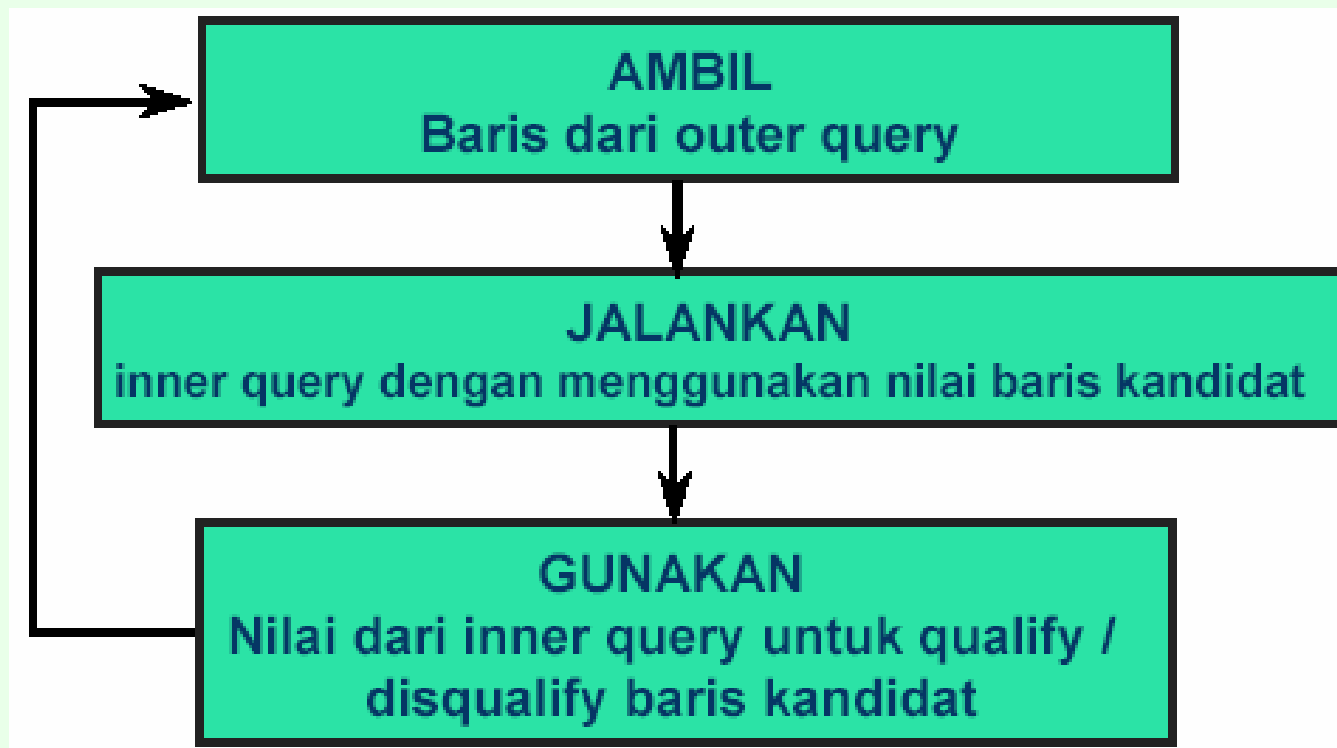 AMBIL
Baris dari outer query
JALANKAN
inner query dengan menggunakan nilai baris kandidat
GUNAKAN
Nilai dari inner query untuk qualify /
disqualify baris kandidat